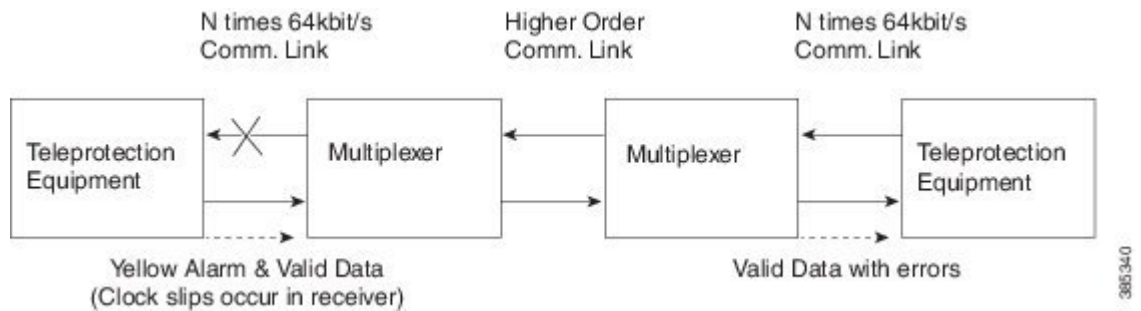 N times 64kbit/s
Comm. Link
Higher Order
Comm. Link
N times 64kbit/s
Comm. Link
Teleprotection
Equipment
Multiplexer
Multiplexer
Teleprotection
Equipment
Yellow Alarm & Valid Data
(Clock slips occur in receiver)
Valid Data with errors
385340